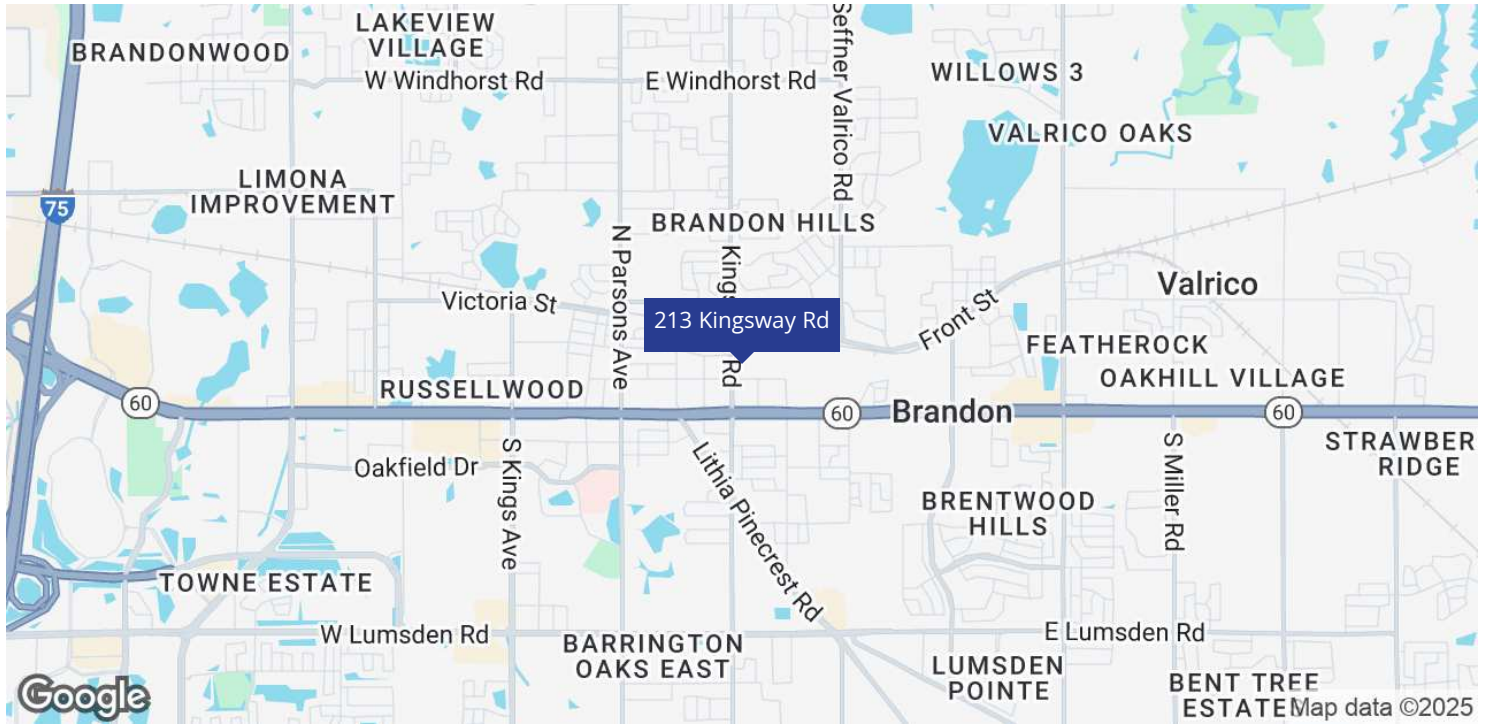 LAKEVIEW
VILLAGE
BRANDONWOOD
W Windhorst Rd
E Windhorst Rd
Seffner Valrico Rd
WILLOWS 3
VALRICO OAKS
LIMONA
IMPROVEMENT
75
BRANDON HILLS
N Parsons Ave
Kings
Rd
Victoria St
213 Kingsway Rd
Front St
Valrico
FEATHEROCK
OAKHILL VILLAGE
RUSSELLWOOD
60
60
Brandon
60
STRAWBER
RIDGE
Oakfield Dr
S Kings Ave
Lithia Pinecrest Rd
BRENTWOOD
HILLS
S Miller Rd
TOWNE ESTATE
W Lumsden Rd
E Lumsden Rd
BARRINGTON
OAKS EAST
LUMSDEN
POINTE
BENT TREE
ESTATE
Google
Map data ©2025